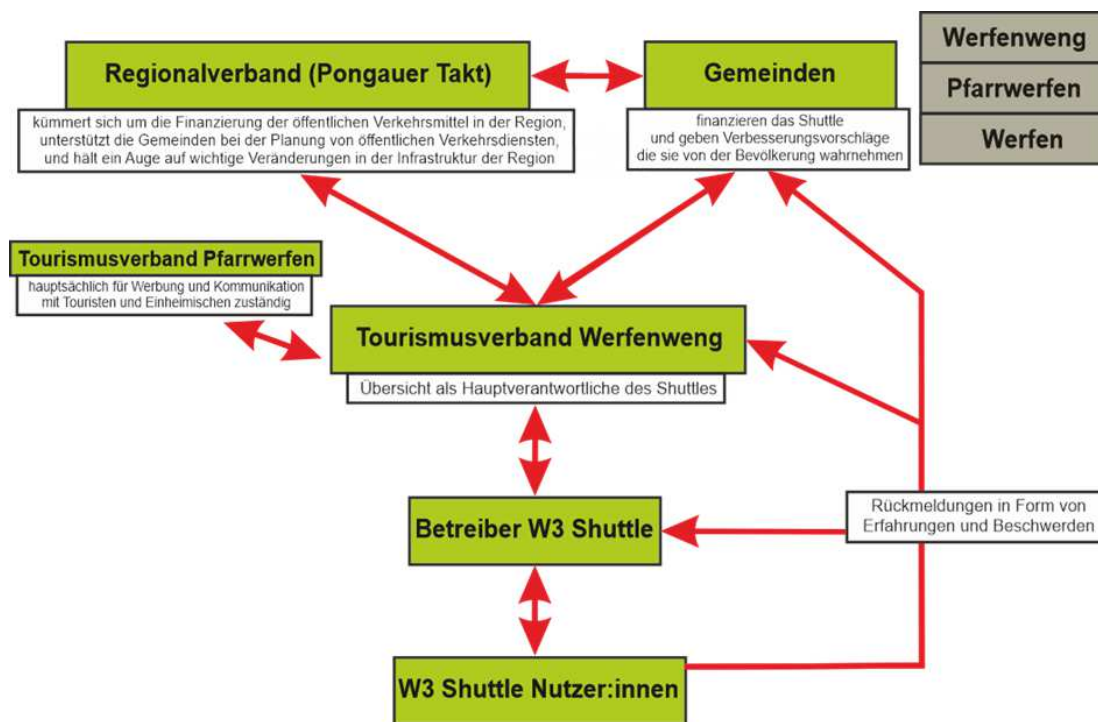 Regionalverband (Pongauer Takt)
kümmert sich um die Finanzierung der öffentlichen Verkehrsmittel in der Region,
unterstützt die Gemeinden bei der Planung von öffentlichen Verkehrsdiensten,
und hält ein Auge auf wichtige Veränderungen in der Infrastruktur der Region
Gemeinden
finanzieren das Shuttle
und geben Verbesserungsvorschläge
die sie von der Bevölkerung wahrnehmen
Werfenweng
Pfarrwerfen
Werfen
Tourismusverband Pfarrwerfen
hauptsächlich für Werbung und Kommunikation
mit Touristen und Einheimischen zuständig
Tourismusverband Werfenweng
Übersicht als Hauptverantwortliche des Shuttles
Betreiber W3 Shuttle
Rückmeldungen in Form von
Erfahrungen und Beschwerden
W3 Shuttle Nutzer:innen